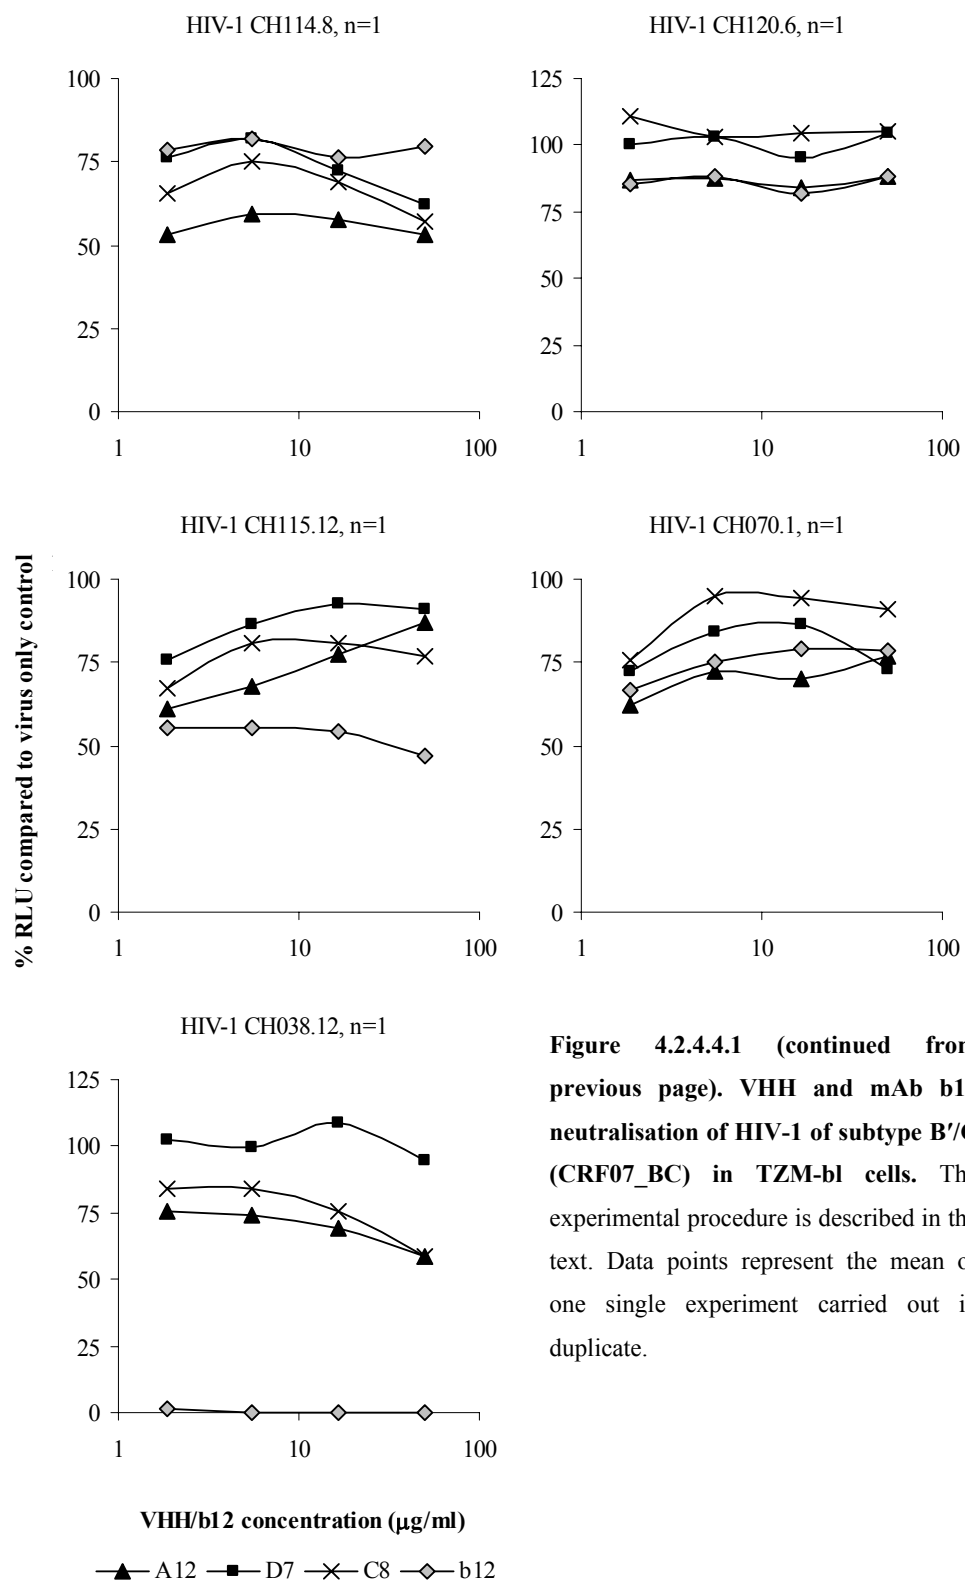 HIV-1 CH114.8, n=1
HIV-1 CH120.6, n=1
100
75
50
25
0
1 10 100
125
100
75
50
25
0
1 10 100
HIV-1 CH115.12, n=1
HIV-1 CH070.1, n=1
% RLU compared to virus only control
100
75
50
25
0
1 10 100
100
75
50
25
0
1 10 100
HIV-1 CH038.12, n=1
125
100
75
50
25
0
1 10 100
VHH/b12 concentration (μg/ml)
A12 D7 C8 b12
Figure 4.2.4.4.1 (continued
previous page). VHH and mAb
neutralisation of HIV-1 of subtype
(CRF07_BC) in TZM-bl cells.
experimental procedure is described in
text. Data points represent the mean
one single experiment carried out
duplicate.